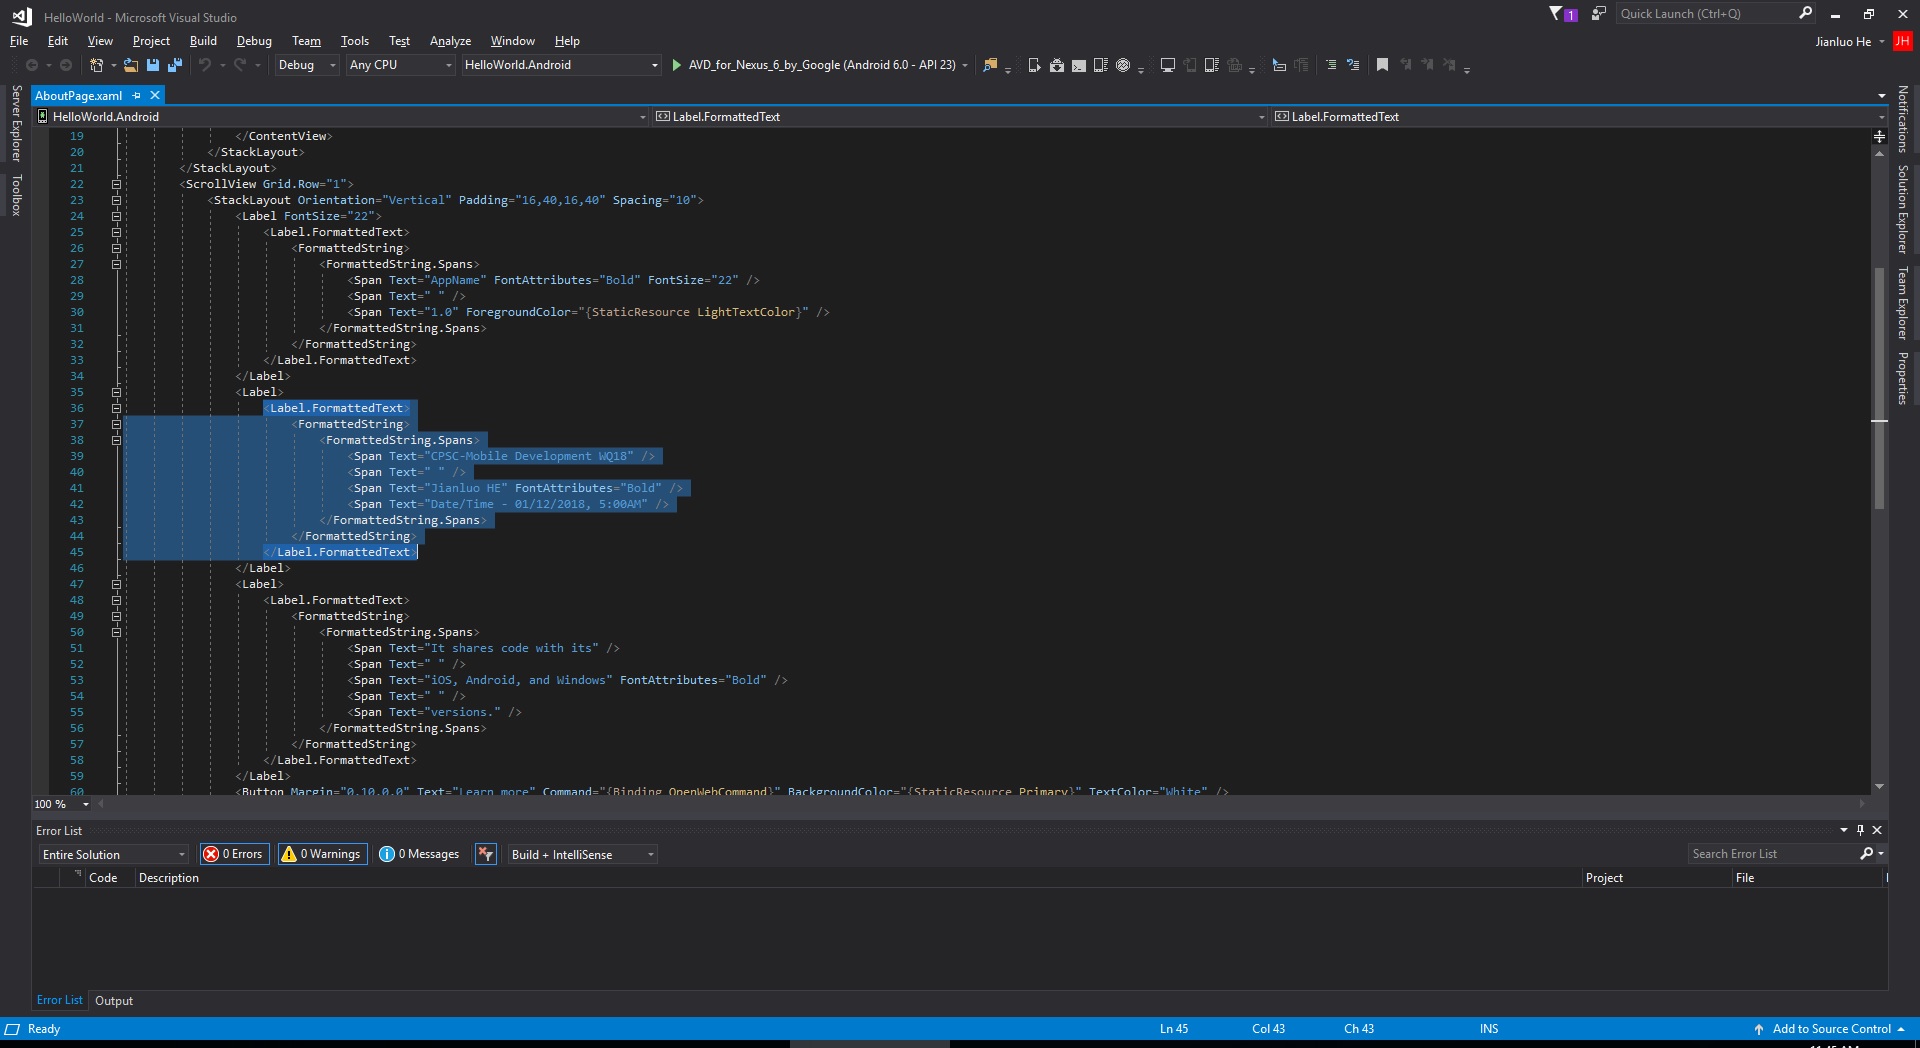 HelloWorld - Microsoft Visual Studio
1
Quick Launch (Ctrl+Q)
File Edit View Project Build Debug Team Tools Test Analyze Window Help
Jianluo He JH
Debug Any CPU HelloWorld.Android AVD_for_Nexus_6_by_Google (Android 6.0 - API 23)
Server Explorer
Toolbox
AboutPage.xaml
HelloWorld.Android Label.FormattedText Label.FormattedText
19 </ContentView>
20 </StackLayout>
21 </StackLayout>
22 <ScrollView Grid.Row="1">
23 <StackLayout Orientation="Vertical" Padding="16,40,16,40" Spacing="10">
24 <Label FontSize="22">
25 <Label.FormattedText>
26 <FormattedString>
27 <FormattedString.Spans>
28 <Span Text="AppName" FontAttributes="Bold" FontSize="22" />
29 <Span Text=" " />
30 <Span Text="1.0" ForegroundColor="{StaticResource LightTextColor}" />
31 </FormattedString.Spans>
32 </FormattedString>
33 </Label.FormattedText>
34 </Label>
35 <Label>
36 <Label.FormattedText>
37 <FormattedString>
38 <FormattedString.Spans>
39 <Span Text="CPSC-Mobile Development WQ18" />
40 <Span Text=" " />
41 <Span Text="Jianluo HE" FontAttributes="Bold" />
42 <Span Text="Date/Time - 01/12/2018, 5:00AM" />
43 </FormattedString.Spans>
44 </FormattedString>
45 </Label.FormattedText>
46 </Label>
47 <Label>
48 <Label.FormattedText>
49 <FormattedString>
50 <FormattedString.Spans>
51 <Span Text="It shares code with its" />
52 <Span Text=" " />
53 <Span Text="iOS, Android, and Windows" FontAttributes="Bold" />
54 <Span Text=" " />
55 <Span Text="versions." />
56 </FormattedString.Spans>
57 </FormattedString>
58 </Label.FormattedText>
59 </Label>
60 <Button Margin="0,10,0,0" Text="Learn more" Command="{Binding OpenWebCommand}" BackgroundColor="{StaticResource Primary}" TextColor="White" />
100 %
Notifications
Solution Explorer
Team Explorer
Properties
Error List
Entire Solution 0 Errors 0 Warnings 0 Messages Build + IntelliSense Search Error List
Code Description Project File
Error List Output
Ready Ln 45 Col 43 Ch 43 INS Add to Source Control